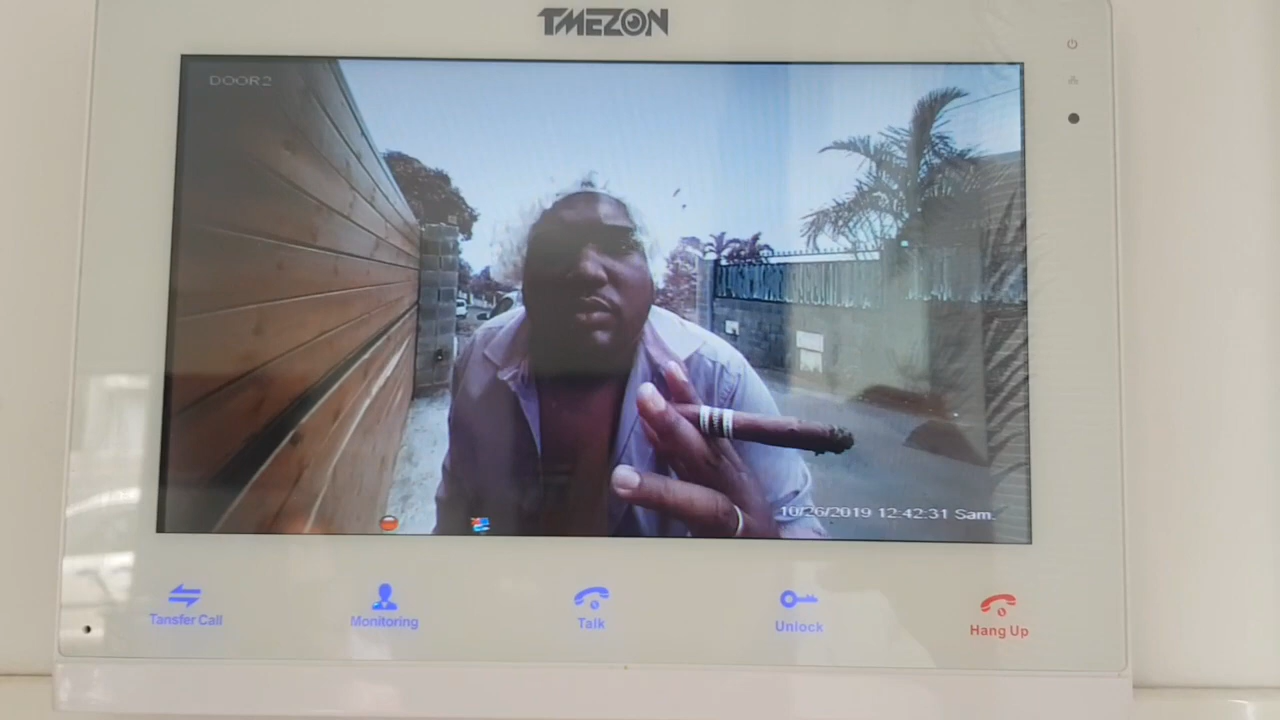 TMEZON
DOOR2
10/26/2019 12:42:31 Sam.
Tansfer Call
Monitoring
Talk
Unlock
Hang Up